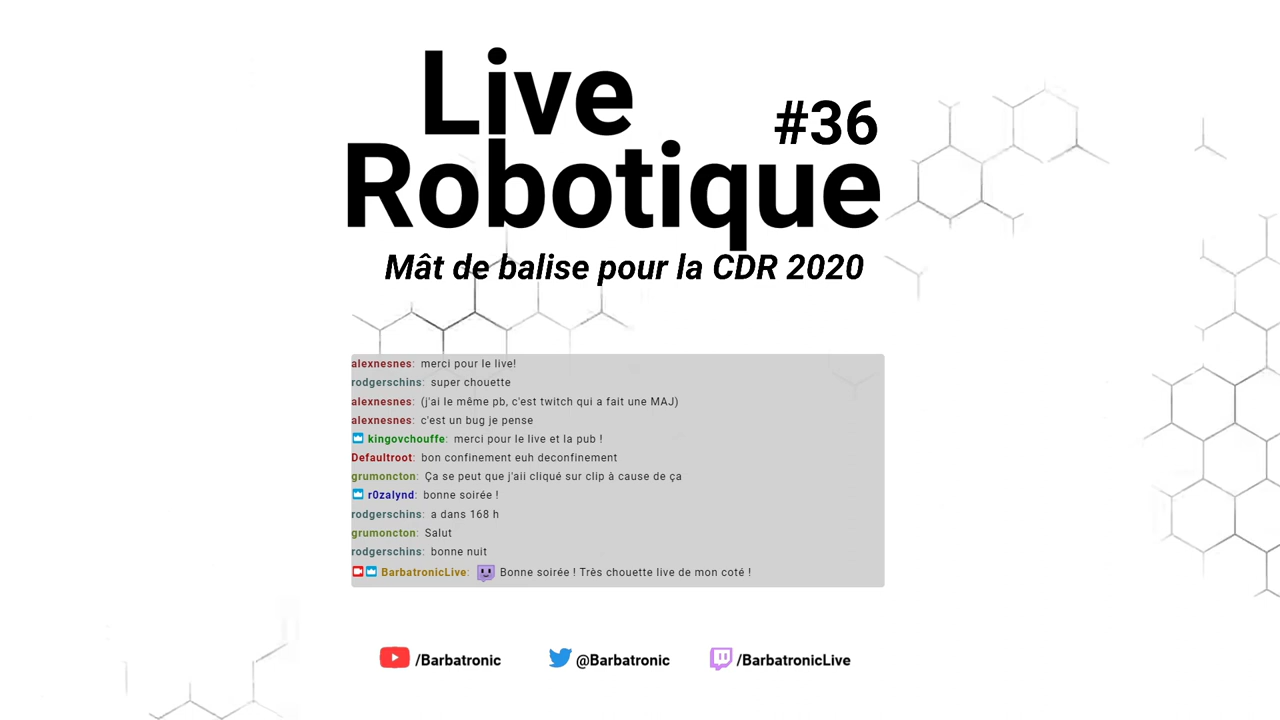 Live
#36
Robotique
Mât de balise pour la CDR 2020
alexnesnes: merci pour le live!
rodgerschins: super chouette
alexnesnes: (j'ai le même pb, c'est twitch qui a fait une MAJ)
alexnesnes: c'est un bug je pense
kingovchouffe: merci pour le live et la pub !
Defaultroot: bon confinement euh deconfinement
grumoncton: Ça se peut que j'aii cliqué sur clip à cause de ça
r0zalynd: bonne soirée !
rodgerschins: a dans 168 h
grumoncton: Salut
rodgerschins: bonne nuit
BarbatronicLive: Bonne soirée ! Très chouette live de mon coté !
/Barbatronic @Barbatronic /BarbatronicLive